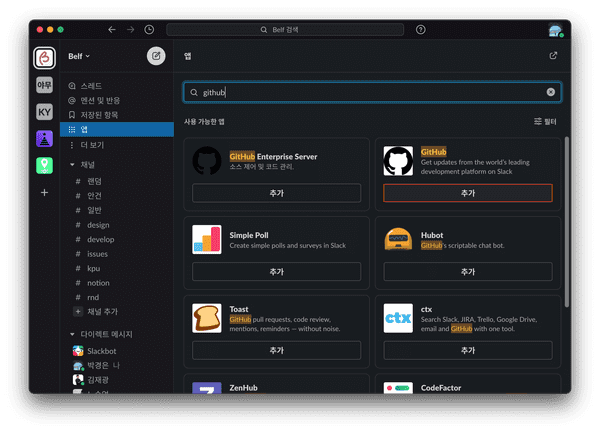 Belf 검색
Belf
야무
KY
스레드
멘션 및 반응
저장된 항목
앱
더 보기
채널
# 랜덤
# 안건
# 일반
# design
# develop
# issues
# kpu
# notion
# rnd
+ 채널 추가
다이렉트 메시지
Slackbot
박경은 나
김재광
앱
github
사용 가능한 앱
필터
GitHub Enterprise Server
소스 제어 및 코드 관리.
추가
GitHub
Get updates from the world's leading
development platform on Slack
추가
Simple Poll
Create simple polls and surveys in Slack
추가
Hubot
GitHub's scriptable chat bot.
추가
Toast
GitHub pull requests, code review,
mentions, reminders — without noise.
추가
ctx
ctx
Search Slack, JIRA, Trello, Google Drive,
email and GitHub with one tool.
추가
ZenHub
CodeFactor